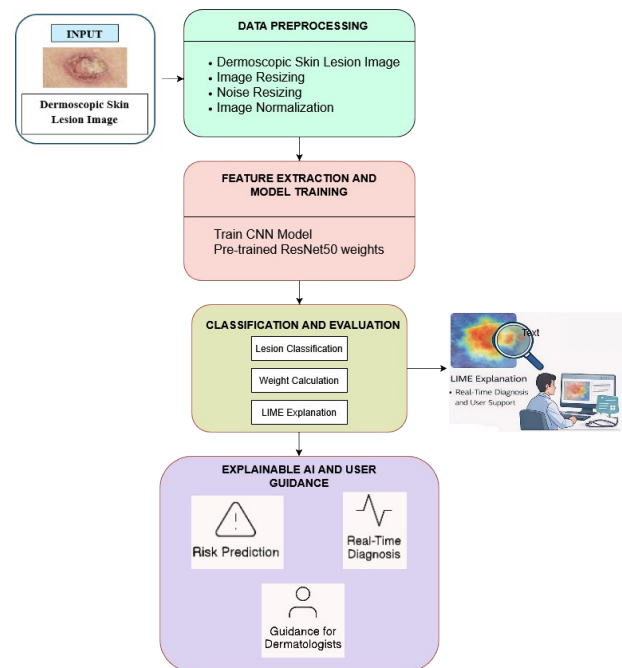 INPUT
Dermoscopic Skin
Lesion Image
DATA PREPROCESSING
• Dermoscopic Skin Lesion Image
• Image Resizing
• Noise Resizing
• Image Normalization
FEATURE EXTRACTION AND
MODEL TRAINING
Train CNN Model
Pre-trained ResNet50 weights
CLASSIFICATION AND EVALUATION
Lesion Classification
Weight Calculation
LIME Explanation
Text
LIME Explanation
• Real-Time Diagnosis
and User Support
EXPLAINABLE AI AND USER
GUIDANCE
Risk Prediction
Real-Time
Diagnosis
Guidance for
Dermatologists